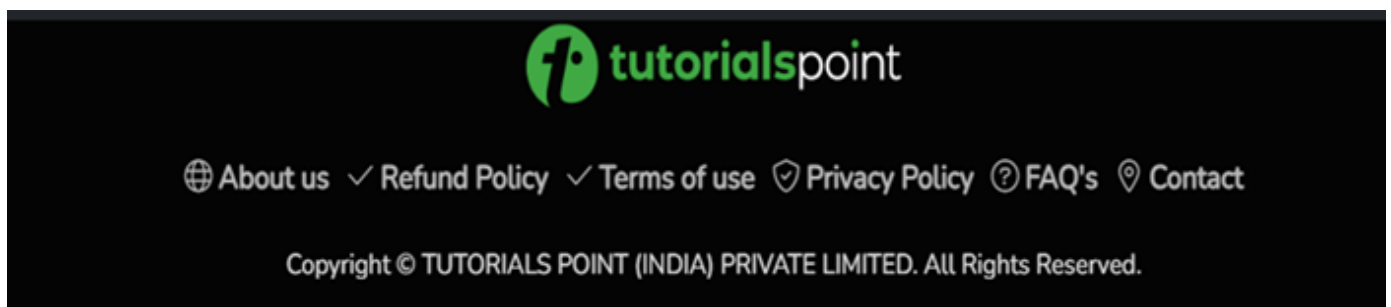 tutorialspoint
About us Refund Policy Terms of use Privacy Policy FAQ's Contact
Copyright © TUTORIALS POINT (INDIA) PRIVATE LIMITED. All Rights Reserved.